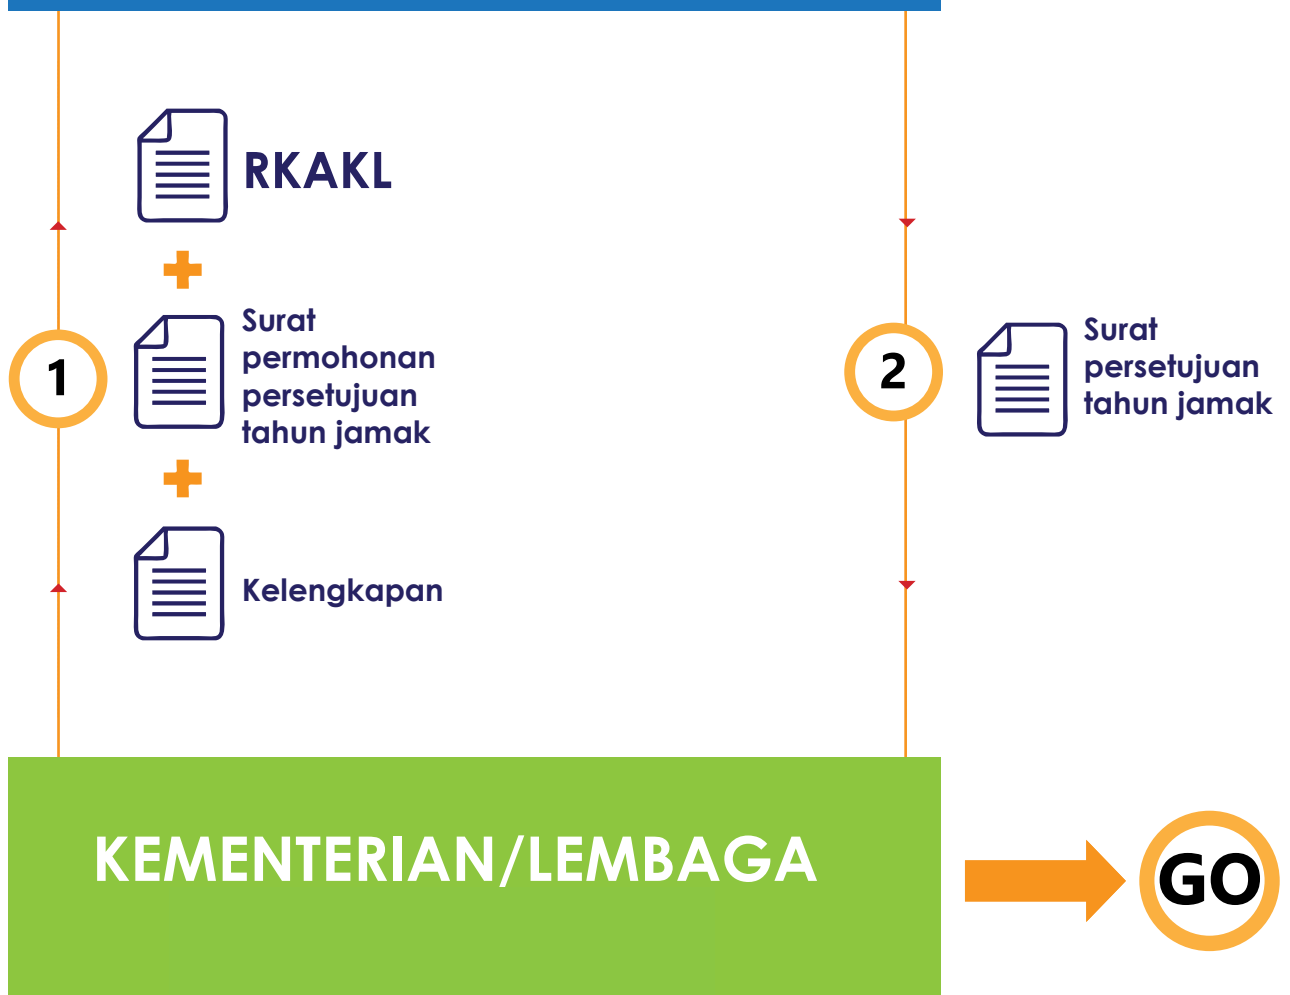 RKAKL
1
Surat
permohonan
persetujuan
tahun jamak
2
Surat
persetujuan
tahun jamak
Kelengkapan
KEMENTERIAN/LEMBAGA
GO